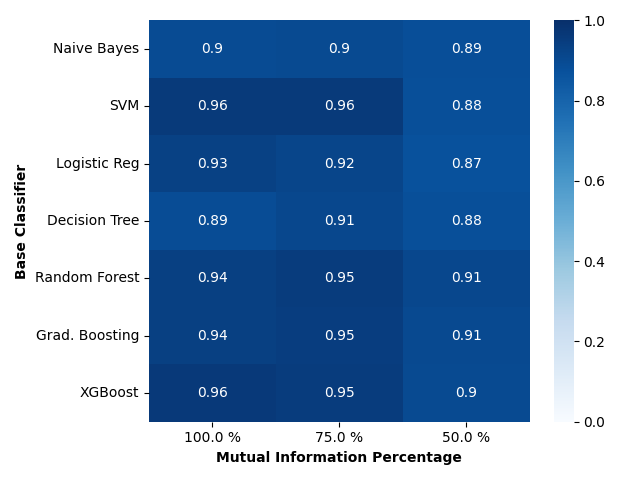 Naive Bayes 0.9 0.9 0.89
SVM 0.96 0.96 0.88
Logistic Reg 0.93 0.92 0.87
Decision Tree 0.89 0.91 0.88
Random Forest 0.94 0.95 0.91
Grad. Boosting 0.94 0.95 0.91
XGBoost 0.96 0.95 0.9
100.0 % 75.0 % 50.0 %
Mutual Information Percentage
Base Classifier
1.0
0.8
0.6
0.4
0.2
0.0